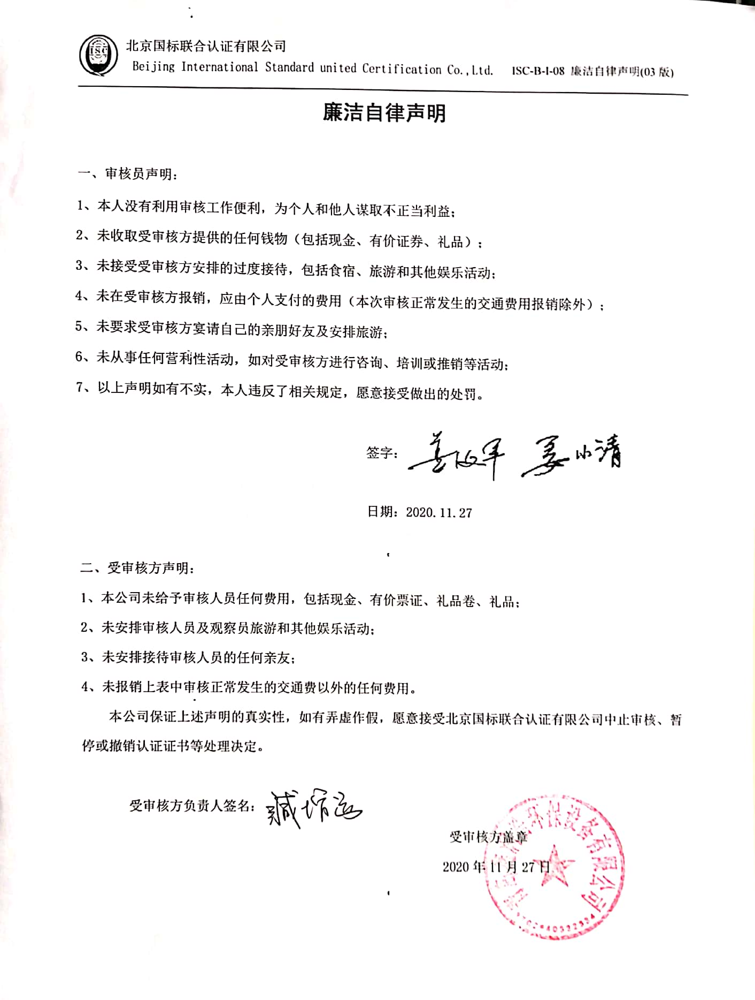 北京国标联合认证有限公司
Beijing International Standard united Certification Co.,Ltd. ISC-B-I-08 廉洁自律声明(03 版)
ISC
廉洁自律声明
一、审核员声明：
1、本人没有利用审核工作便利，为个人和他人谋取不正当利益；
2、未收取受审核方提供的任何钱物（包括现金、有价证券、礼品）；
3、未接受受审核方安排的过度接待，包括食宿、旅游和其他娱乐活动；
4、未在受审核方报销，应由个人支付的费用（本次审核正常发生的交通费用报销除外）；
5、未要求受审核方宴请自己的亲朋好友及安排旅游；
6、未从事任何营利性活动，如对受审核方进行咨询、培训或推销等活动；
7、以上声明如有不实，本人违反了相关规定，愿意接受做出的处罚。
签字： 姜小清
日期：2020.11.27
二、受审核方声明：
1、本公司未给予审核人员任何费用，包括现金、有价票证、礼品卷、礼品；
2、未安排审核人员及观察员旅游和其他娱乐活动；
3、未安排接待审核人员的任何亲友；
4、未报销上表中审核正常发生的交通费以外的任何费用。
本公司保证上述声明的真实性，如有弄虚作假，愿意接受北京国标联合认证有限公司中止审核、暂
停或撤销认证证书等处理决定。
受审核方负责人签名：
受审核方盖章
2020 年 11 月 27 日
环保设备有限公司